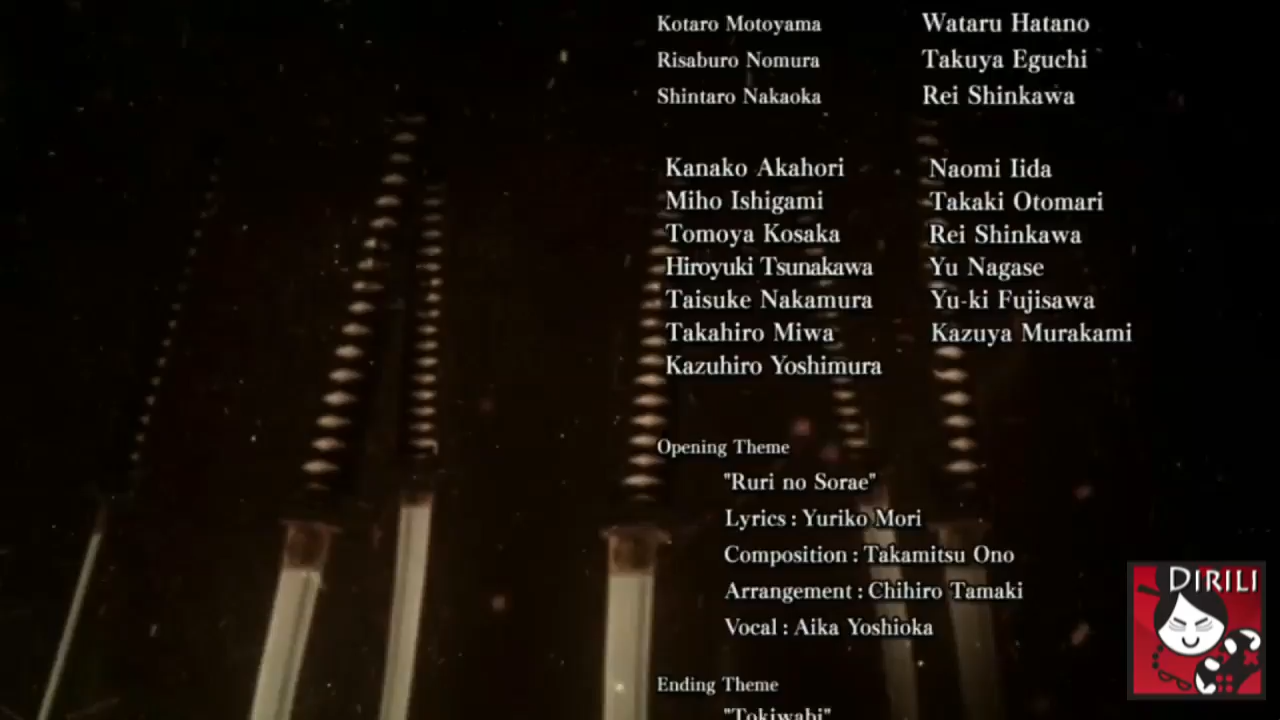 Kotaro Motoyama Wataru Hatano
Risaburo Nomura Takuya Eguchi
Shintaro Nakaoka Rei Shinkawa
Kanako Akahori Naomi Iida
Miho Ishigami Takaki Otomari
Tomoya Kosaka Rei Shinkawa
Hiroyuki Tsunakawa Yu Nagase
Taisuke Nakamura Yu-ki Fujisawa
Takahiro Miwa Kazuya Murakami
Kazuhiro Yoshimura
Opening Theme
"Ruri no Sorae"
Lyrics : Yuriko Mori
Composition : Takamitsu Ono
Arrangement : Chihiro Tamaki
Vocal : Aika Yoshioka
Ending Theme
"Tokiwabi"
DIRILI